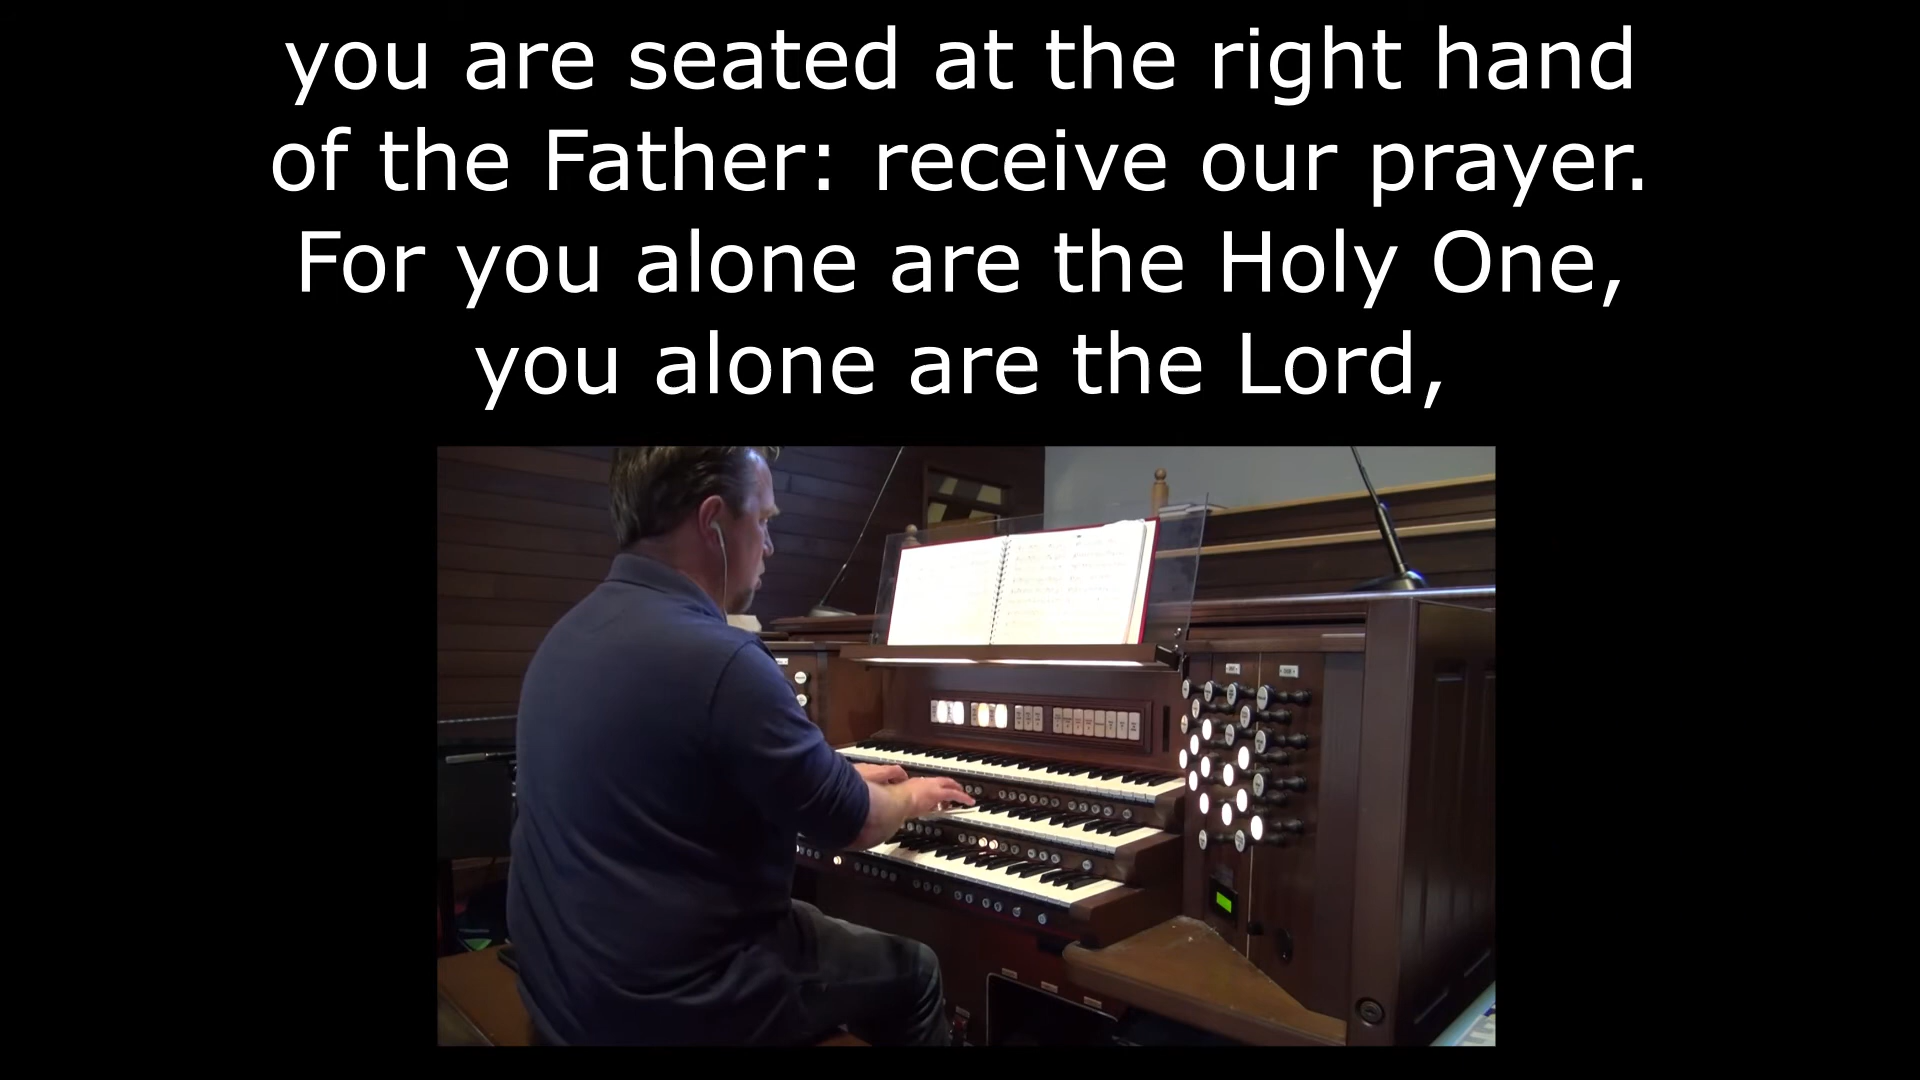 you are seated at the right hand
of the Father: receive our prayer.
For you alone are the Holy One,
you alone are the Lord,